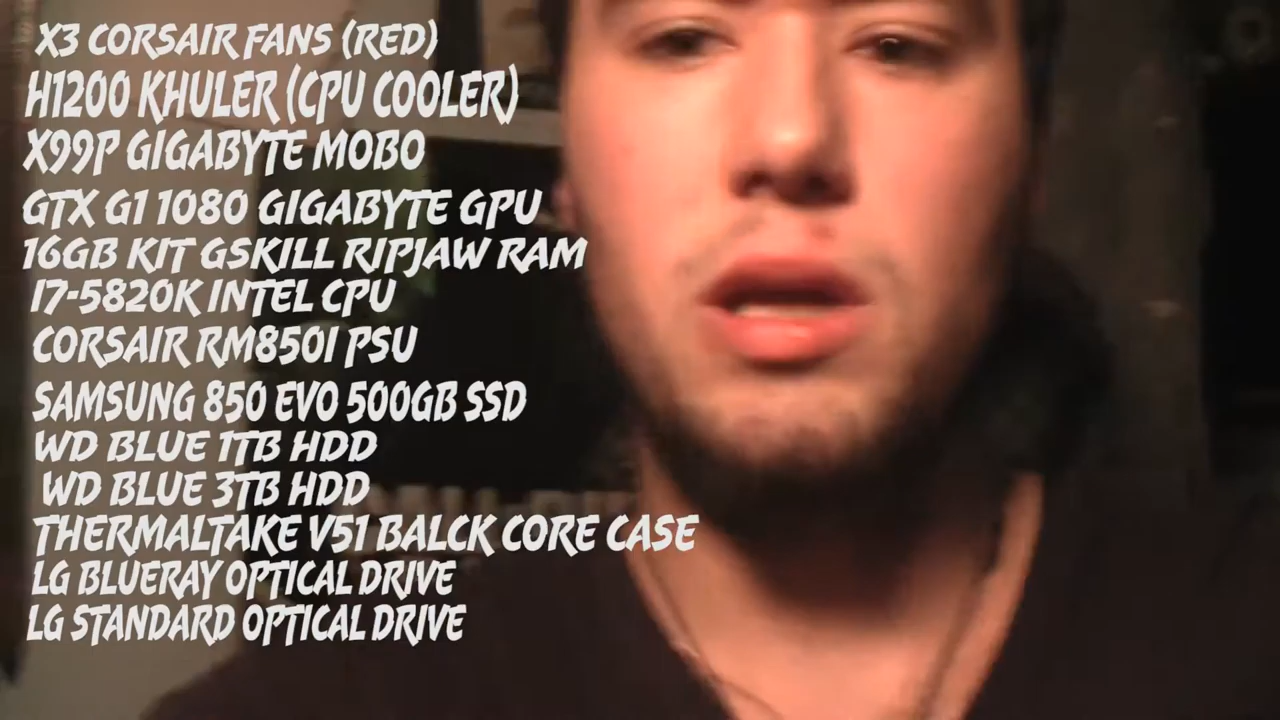 X3 CORSAIR FANS (RED)
H1200 KHULER (CPU COOLER)
X99P GIGABYTE MOBO
GTX G1 1080 GIGABYTE GPU
16GB KIT GSKILL RIPJAW RAM
I7-5820K INTEL CPU
CORSAIR RM850I PSU
SAMSUNG 850 EVO 500GB SSD
WD BLUE 1TB HDD
WD BLUE 3TB HDD
THERMALTAKE V51 BALCK CORE CASE
LG BLUERAY OPTICAL DRIVE
LG STANDARD OPTICAL DRIVE